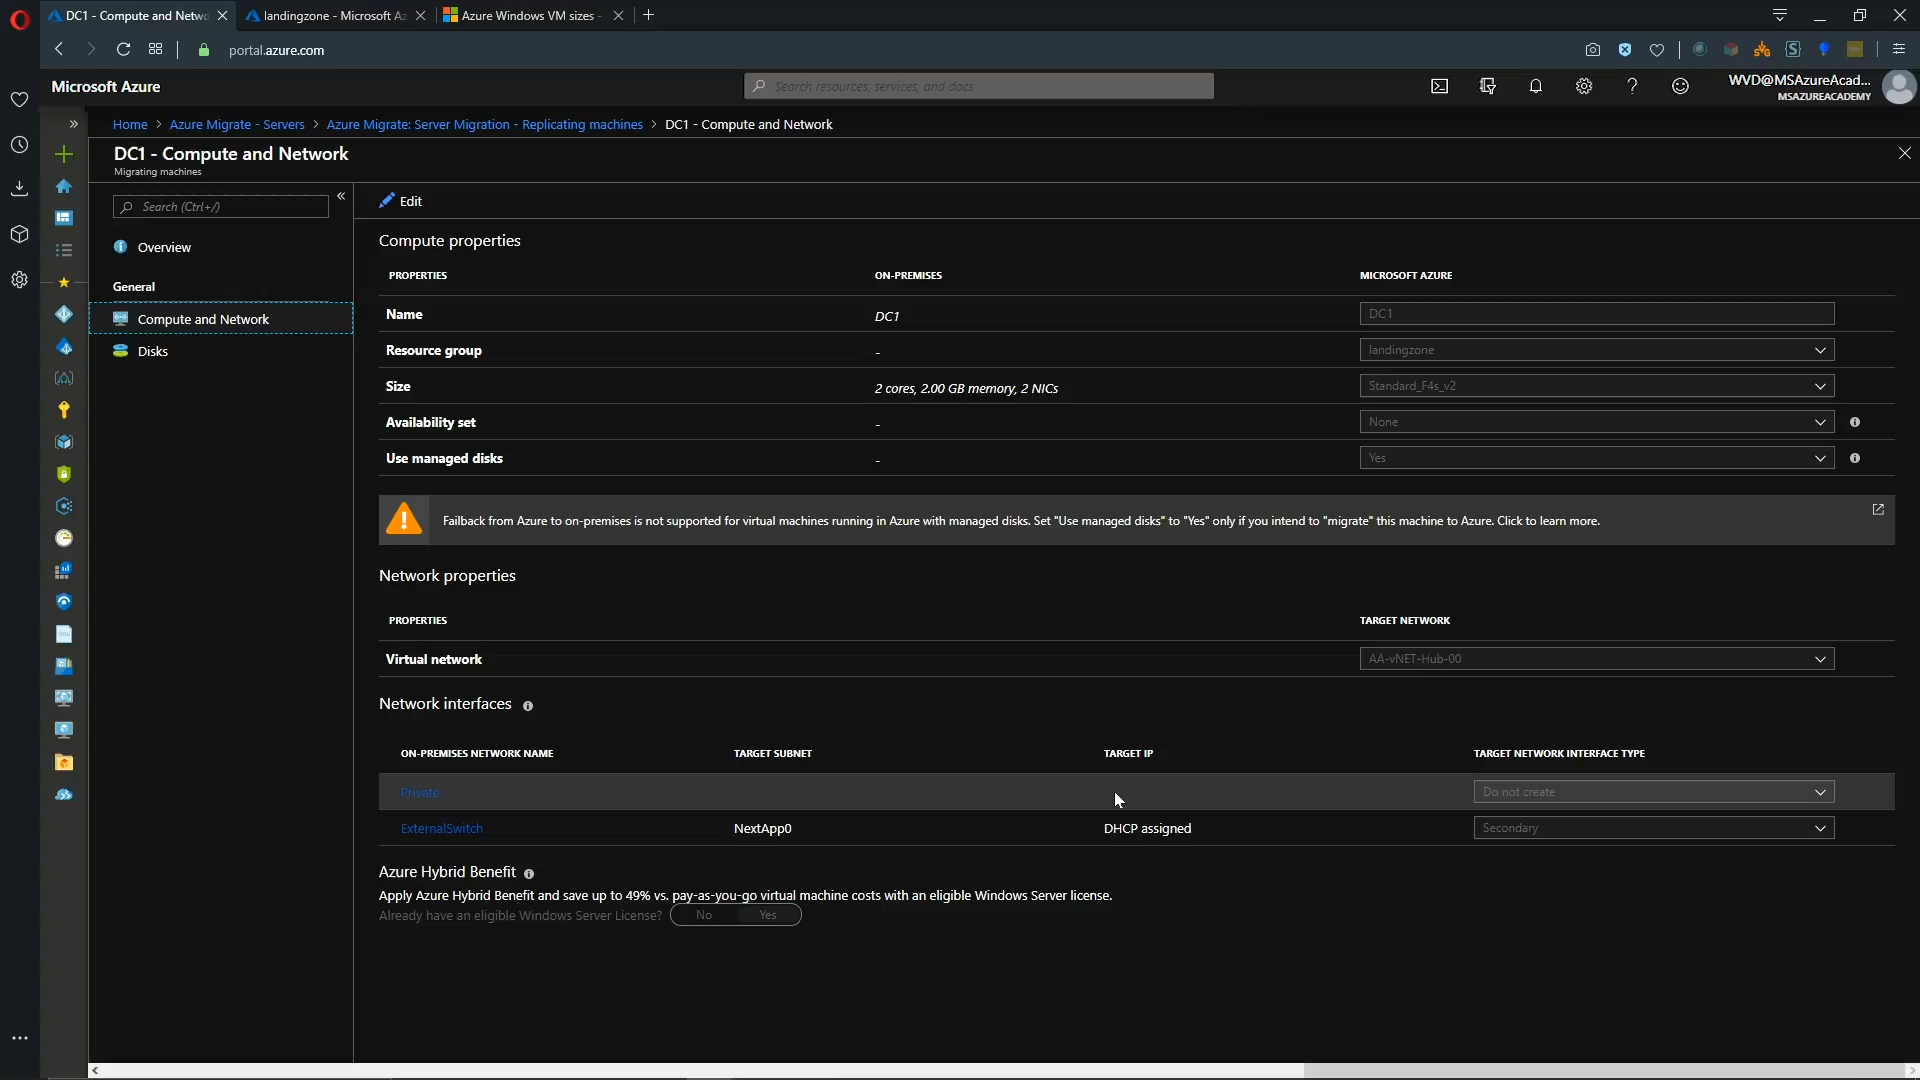 DC1 - Compute and Netwo
landingzone - Microsoft Az
Azure Windows VM sizes -
portal.azure.com
Microsoft Azure
Search resources, services, and docs
WVD@MSAzureAcad...
MSAZUREACADEMY
Home > Azure Migrate - Servers > Azure Migrate: Server Migration - Replicating machines > DC1 - Compute and Network
DC1 - Compute and Network
Migrating machines
Search (Ctrl+/)
Overview
General
Compute and Network
Disks
Edit
Compute properties
PROPERTIES ON-PREMISES MICROSOFT AZURE
Name DC1 DC1
Resource group - landingzone
Size 2 cores, 2.00 GB memory, 2 NICs Standard_F4s_v2
Availability set - None
Use managed disks - Yes
Failback from Azure to on-premises is not supported for virtual machines running in Azure with managed disks. Set "Use managed disks" to "Yes" only if you intend to "migrate" this machine to Azure. Click to learn more.
Network properties
PROPERTIES TARGET NETWORK
Virtual network AA-vNET-Hub-00
Network interfaces
ON-PREMISES NETWORK NAME TARGET SUBNET TARGET IP TARGET NETWORK INTERFACE TYPE
Private Do not create
ExternalSwitch NextApp0 DHCP assigned Secondary
Azure Hybrid Benefit
Apply Azure Hybrid Benefit and save up to 49% vs. pay-as-you-go virtual machine costs with an eligible Windows Server license.
Already have an eligible Windows Server License? No Yes